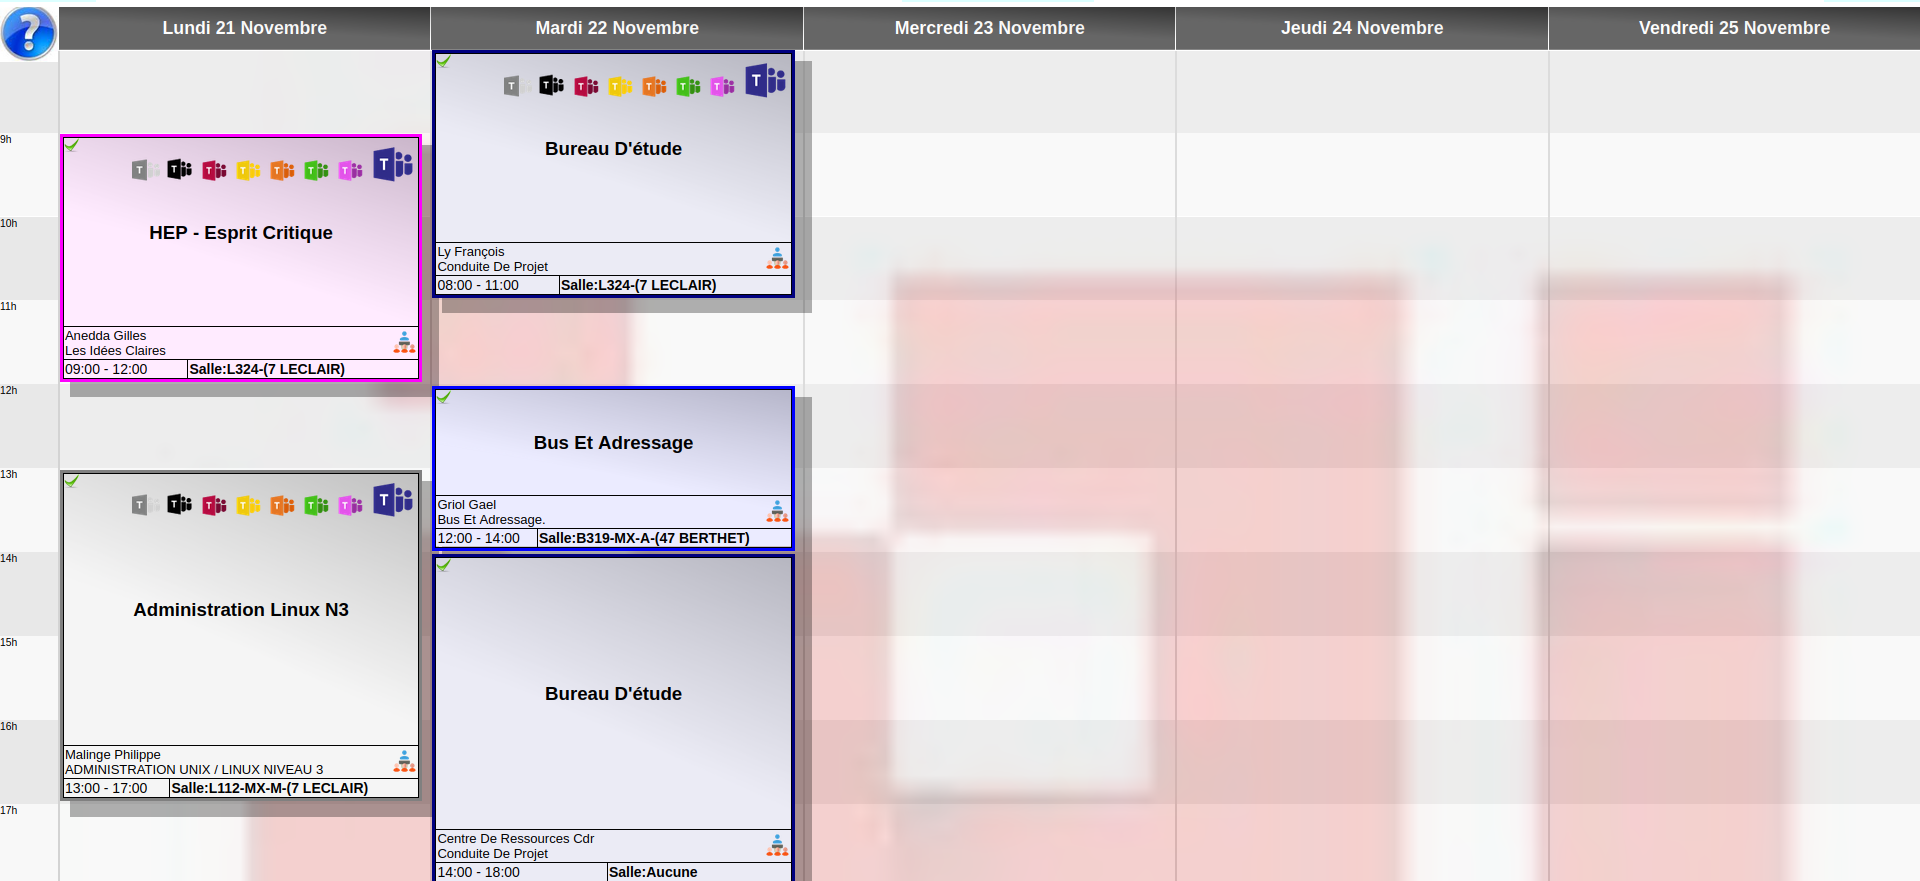 Lundi 21 Novembre
Mardi 22 Novembre
Mercredi 23 Novembre
Jeudi 24 Novembre
Vendredi 25 Novembre
9h
10h
11h
12h
13h
14h
15h
16h
17h
HEP - Esprit Critique
Anedda Gilles
Les Idées Claires
09:00 - 12:00
Salle:L324-(7 LECLAIR)
Administration Linux N3
Malinge Philippe
ADMINISTRATION UNIX / LINUX NIVEAU 3
13:00 - 17:00
Salle:L112-MX-M-(7 LECLAIR)
Bureau D'étude
Ly François
Conduite De Projet
08:00 - 11:00
Salle:L324-(7 LECLAIR)
Bus Et Adressage
Griol Gael
Bus Et Adressage.
12:00 - 14:00
Salle:B319-MX-A-(47 BERTHET)
Bureau D'étude
Centre De Ressources Cdr
Conduite De Projet
14:00 - 18:00
Salle:Aucune